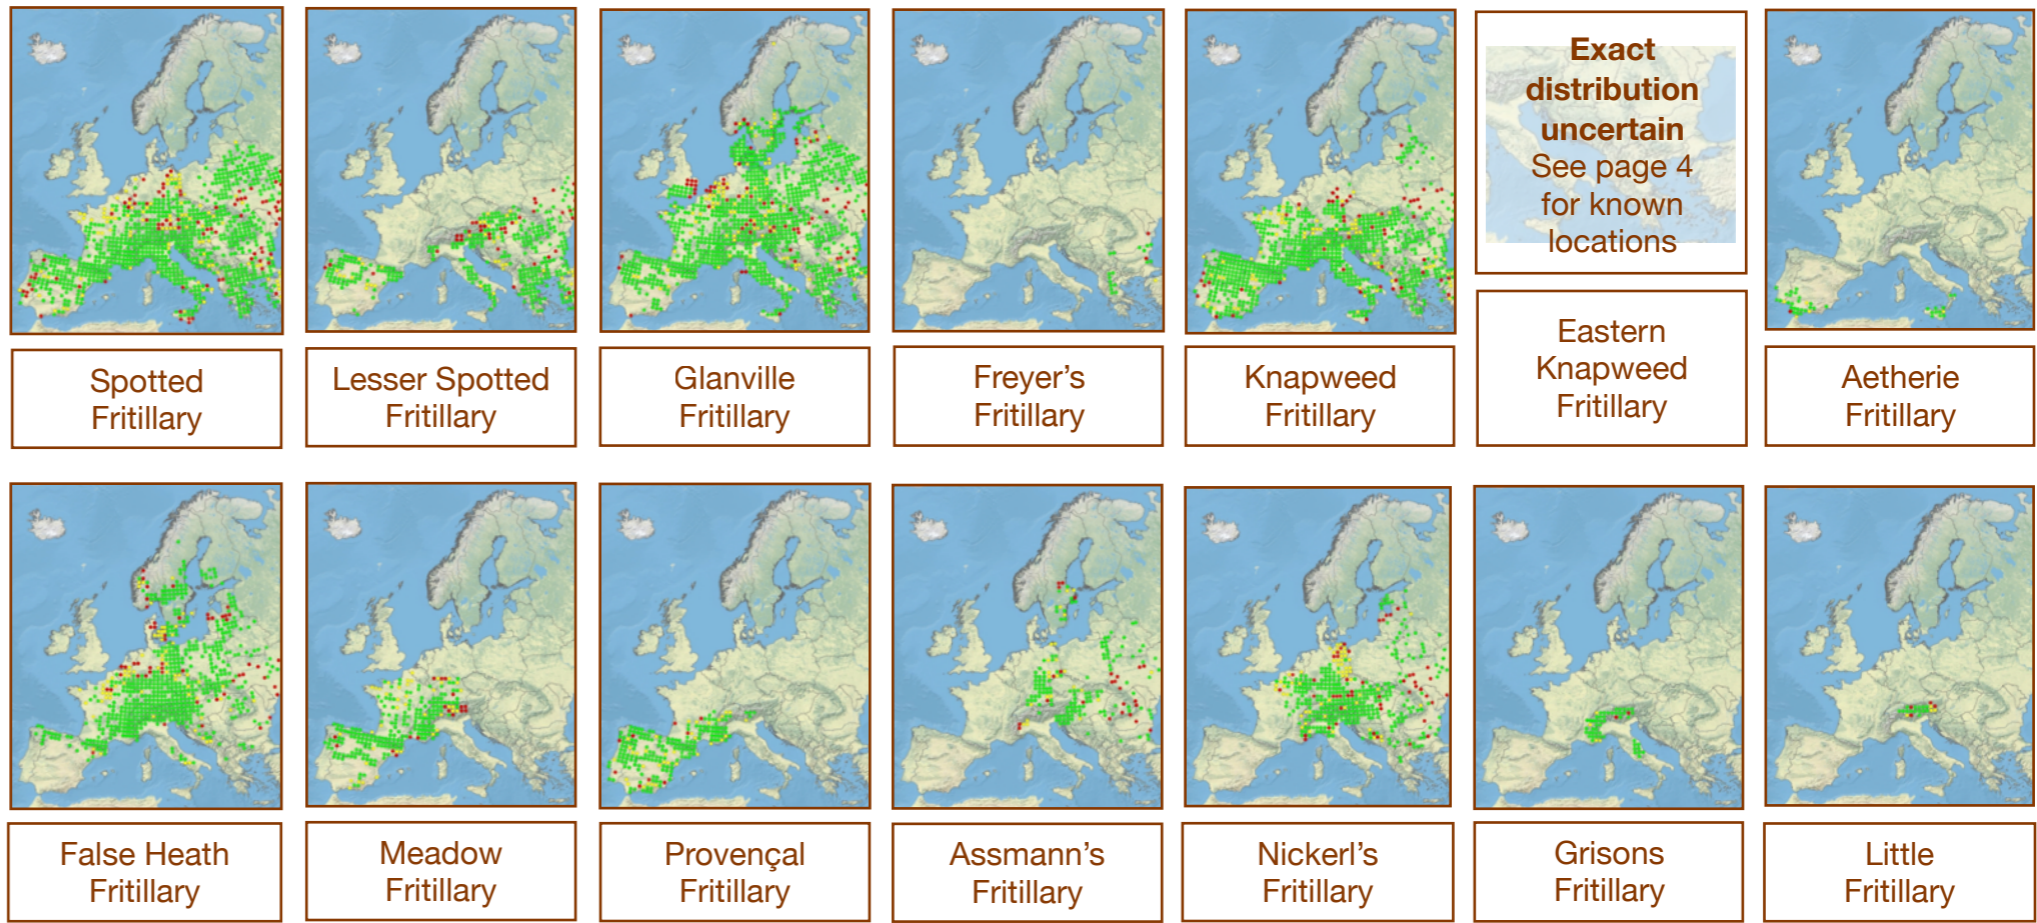 Exact
distribution
uncertain
See page 4
for known
locations
Spotted
Fritillary
Lesser Spotted
Fritillary
Glanville
Fritillary
Freyer’s
Fritillary
Knapweed
Fritillary
Eastern
Knapweed
Fritillary
Aetherie
Fritillary
False Heath
Fritillary
Meadow
Fritillary
Provençal
Fritillary
Assmann’s
Fritillary
Nickerl’s
Fritillary
Grisons
Fritillary
Little
Fritillary